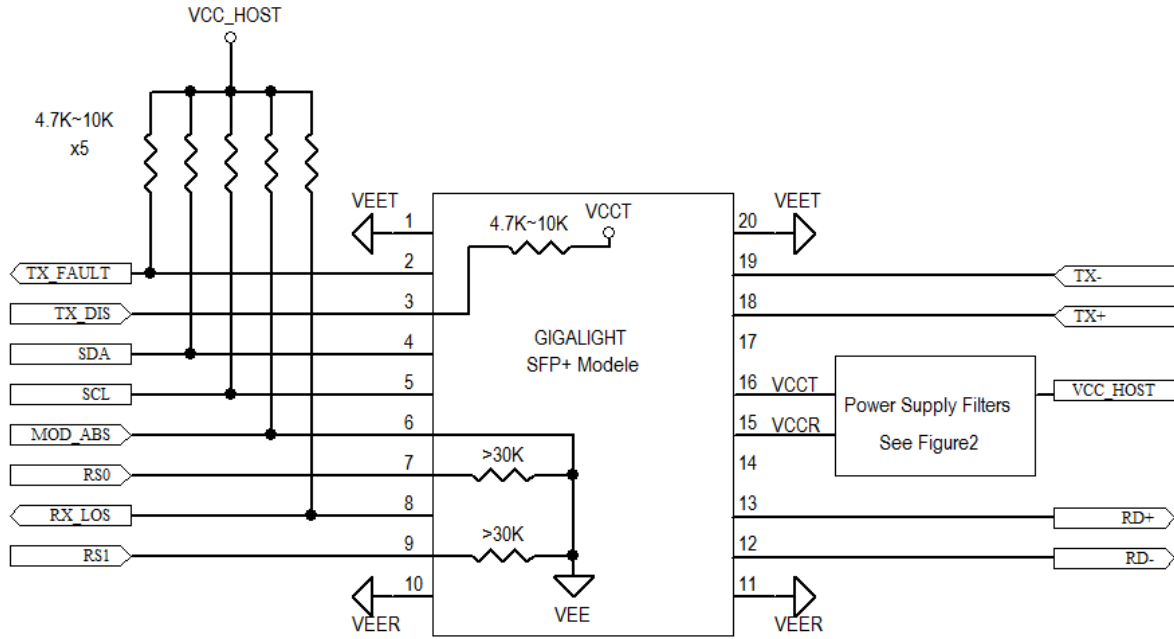 VCC_HOST
4.7K~10K
x5
VEET
1
4.7K~10K
VCCT
20
VEET
TX_FAULT
2
19
TX-
TX_DIS
3
18
TX+
SDA
4
GIGALIGHT
SFP+ Modele
17
SCL
5
16
VCCT
Power Supply Filters
See Figure2
VCC_HOST
MOD_ABS
6
15
VCCR
RS0
7
>30K
14
RX_LOS
8
13
RD+
RS1
9
>30K
12
RD-
10
VEER
VEE
11
VEER